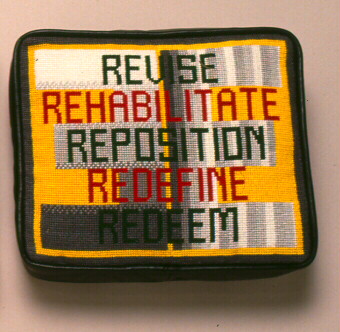 REVISE
REHABILITATE
REPOSITION
REDEFINE
REDEEM